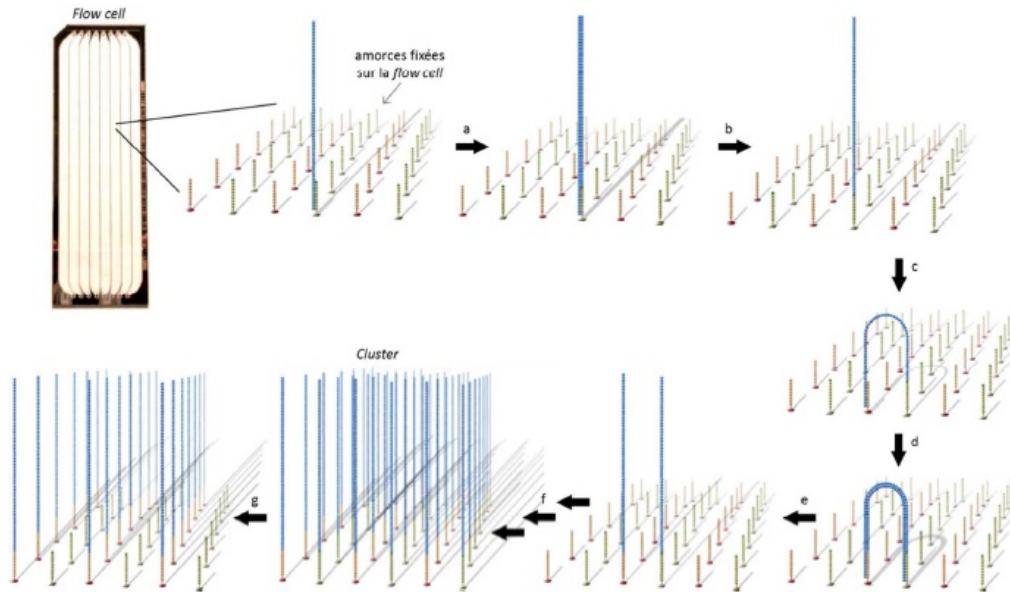 Flow cell
amorces fixées
sur la flow cell
a
b
c
Cluster
d
g
f
e